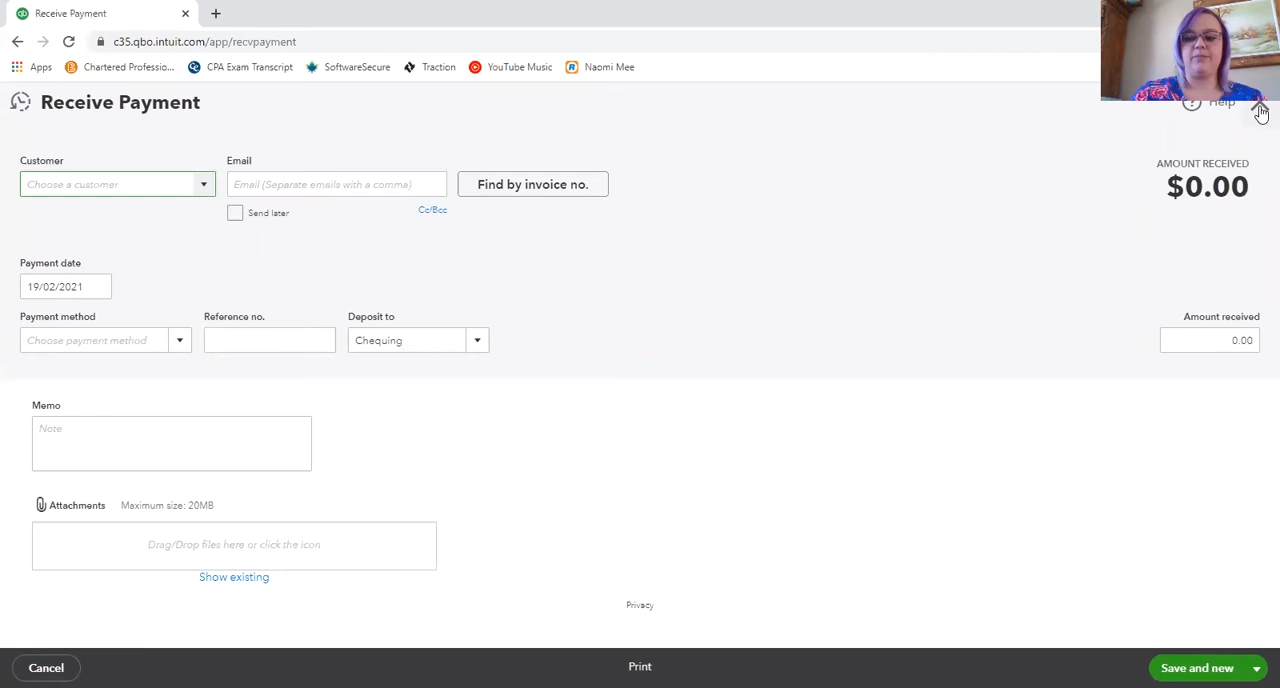 qb Receive Payment
c35.qbo.intuit.com/app/recvpayment
Apps Chartered Professio... CPA Exam Transcript SoftwareSecure Traction YouTube Music Naomi Mee
Receive Payment
? Help
Customer Email
AMOUNT RECEIVED
Choose a customer Email (Separate emails with a comma) Find by invoice no.
$0.00
Send later Cc/Bcc
Payment date
19/02/2021
Payment method Reference no. Deposit to Amount received
Choose payment method Chequing 0.00
Memo
Note
Attachments Maximum size: 20MB
Drag/Drop files here or click the icon
Show existing
Privacy
Cancel Print Save and new